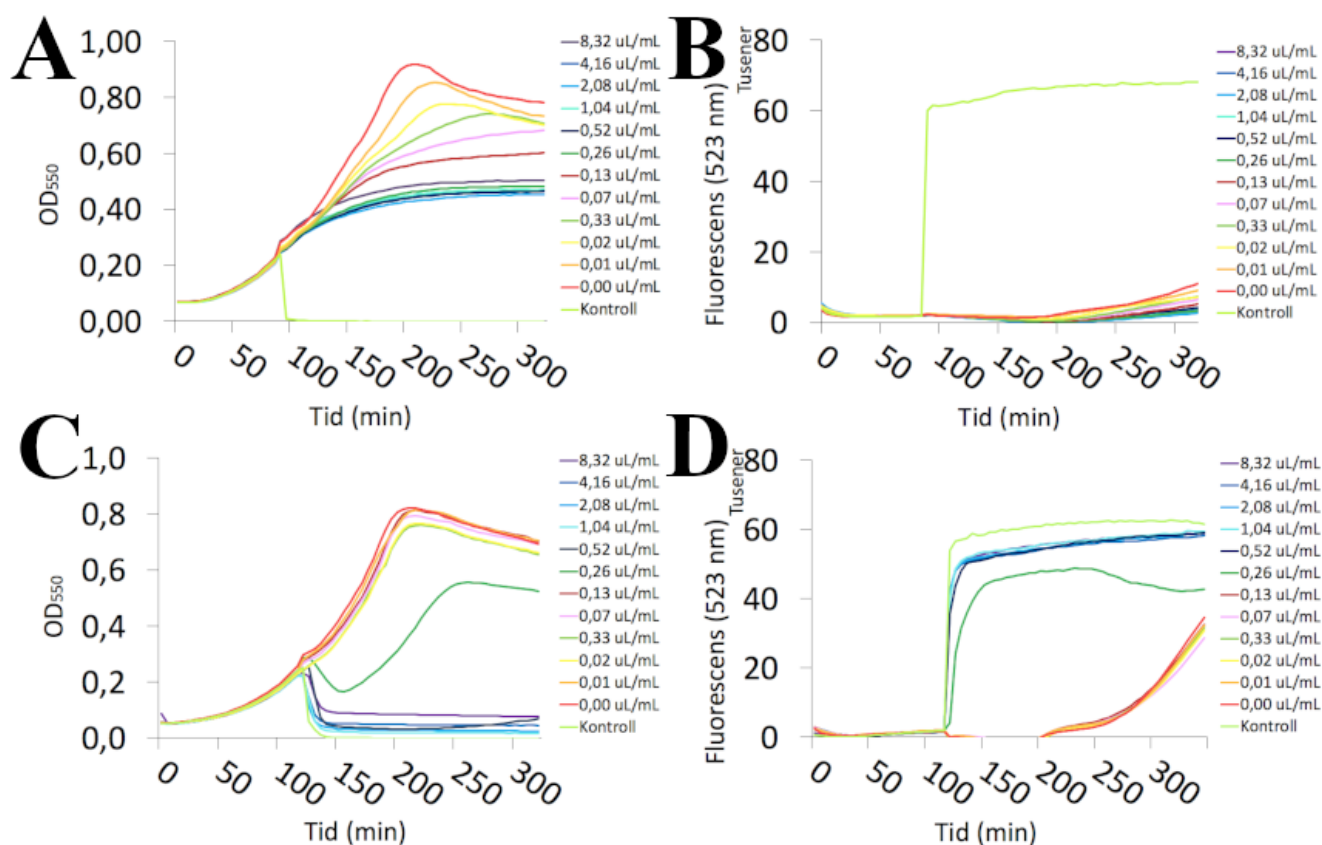 A
1,00
0,80
0,60
0,40
0,20
0,00
OD550
0
50
100
150
200
250
300
Tid (min)
8,32 uL/mL
4,16 uL/mL
2,08 uL/mL
1,04 uL/mL
0,52 uL/mL
0,26 uL/mL
0,13 uL/mL
0,07 uL/mL
0,33 uL/mL
0,02 uL/mL
0,01 uL/mL
0,00 uL/mL
Kontroll
B
80
60
40
20
0
Tusener
Fluorescens (523 nm)
0
50
100
150
200
250
300
Tid (min)
8,32 uL/mL
4,16 uL/mL
2,08 uL/mL
1,04 uL/mL
0,52 uL/mL
0,26 uL/mL
0,13 uL/mL
0,07 uL/mL
0,33 uL/mL
0,02 uL/mL
0,01 uL/mL
0,00 uL/mL
Kontroll
C
1,0
0,8
0,6
0,4
0,2
0,0
OD550
0
50
100
150
200
250
300
Tid (min)
8,32 uL/mL
4,16 uL/mL
2,08 uL/mL
1,04 uL/mL
0,52 uL/mL
0,26 uL/mL
0,13 uL/mL
0,07 uL/mL
0,33 uL/mL
0,02 uL/mL
0,01 uL/mL
0,00 uL/mL
Kontroll
D
80
60
40
20
0
Tusener
Fluorescens (523 nm)
0
50
100
150
200
250
300
Tid (min)
8,32 uL/mL
4,16 uL/mL
2,08 uL/mL
1,04 uL/mL
0,52 uL/mL
0,26 uL/mL
0,13 uL/mL
0,07 uL/mL
0,33 uL/mL
0,02 uL/mL
0,01 uL/mL
0,00 uL/mL
Kontroll